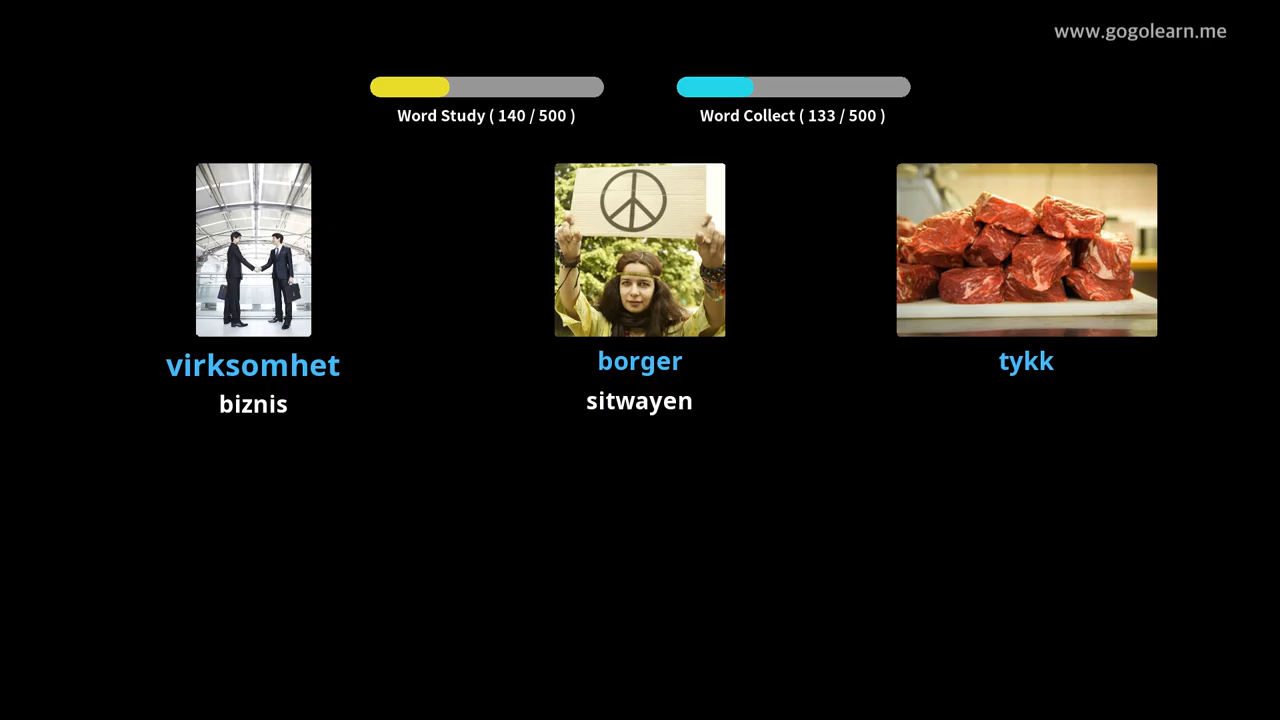 www.gogolearn.me
Word Study ( 140 / 500 )
Word Collect ( 133 / 500 )
virksomhet
borger
tykk
biznis
sitwayen